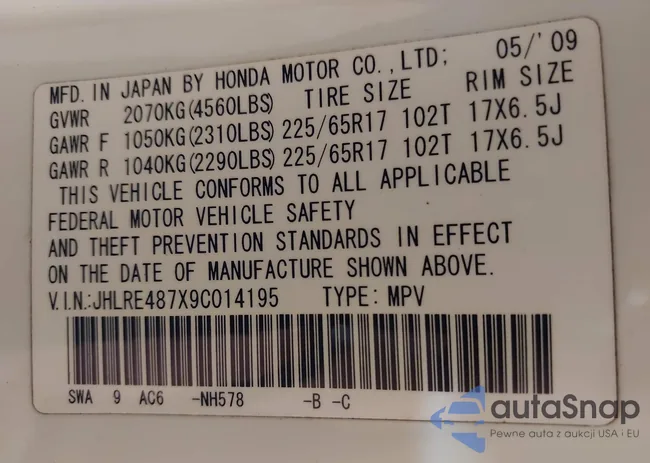 MFD. IN JAPAN BY HONDA MOTOR CO.,LTD; 05/'09
GVWR 2070KG(4560LBS) TIRE SIZE RIM SIZE
GAWR F 1050KG(2310LBS) 225/65R17 102T 17X6.5J
GAWR R 1040KG(2290LBS) 225/65R17 102T 17X6.5J
THIS VEHICLE CONFORMS TO ALL APPLICABLE
FEDERAL MOTOR VEHICLE SAFETY
AND THEFT PREVENTION STANDARDS IN EFFECT
ON THE DATE OF MANUFACTURE SHOWN ABOVE.
V.I.N.:JHLRE487X9C014195 TYPE: MPV
SWA 9 AC6 -NH578 -B -C
autaSnap
Pewne auta z aukcji USA i EU